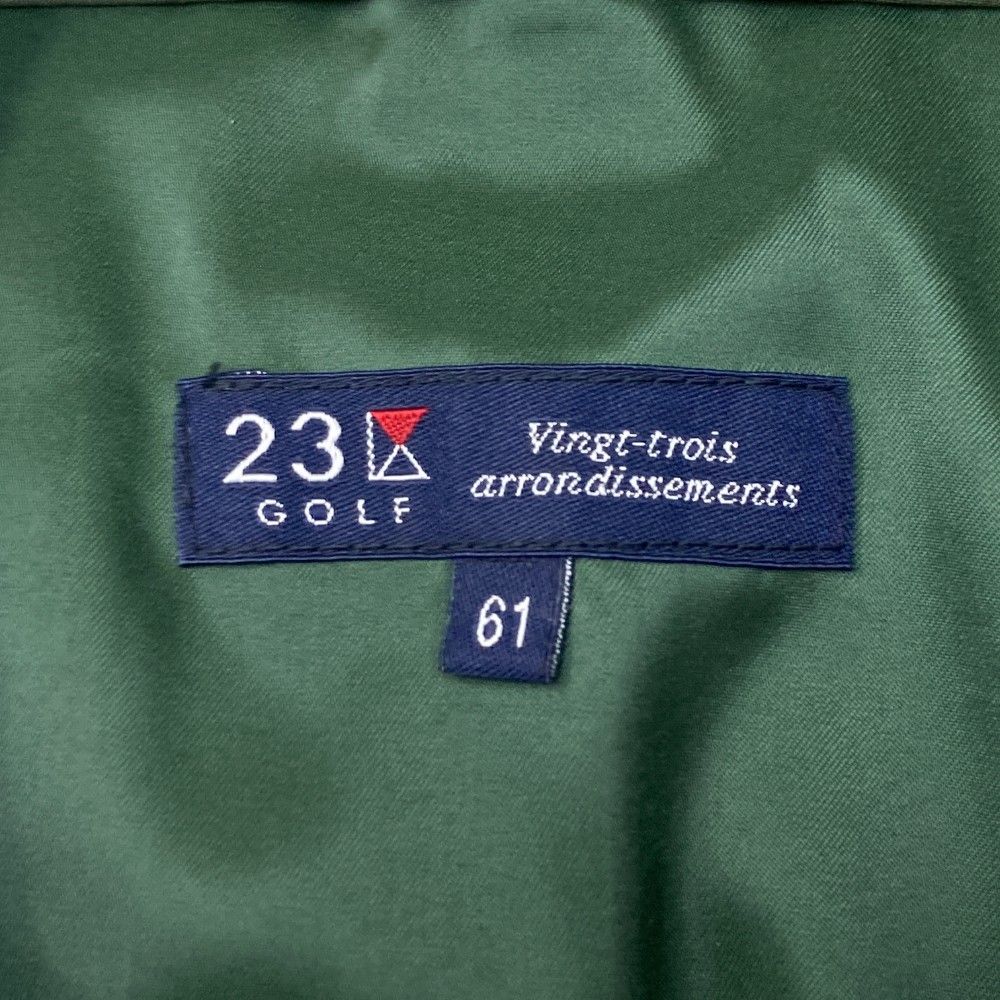 23
GOLF
Vingt-trois
arrondissements
61